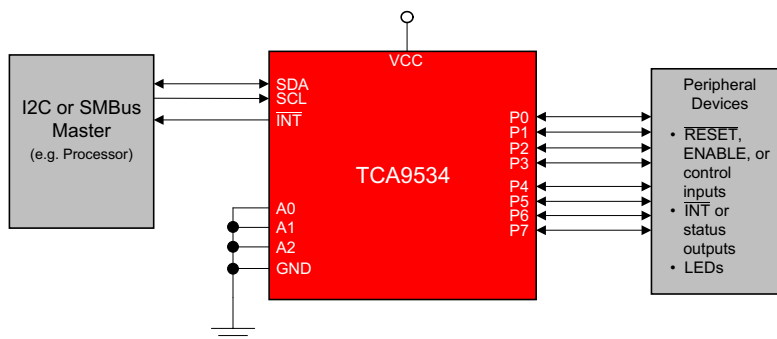 VCC
I2C or SMBus
Master
(e.g. Processor)
SDA
SCL
INT
A0
A1
A2
GND
TCA9534
P0
P1
P2
P3
P4
P5
P6
P7
Peripheral
Devices
• RESET,
ENABLE, or
control
inputs
• INT or
status
outputs
• LEDs